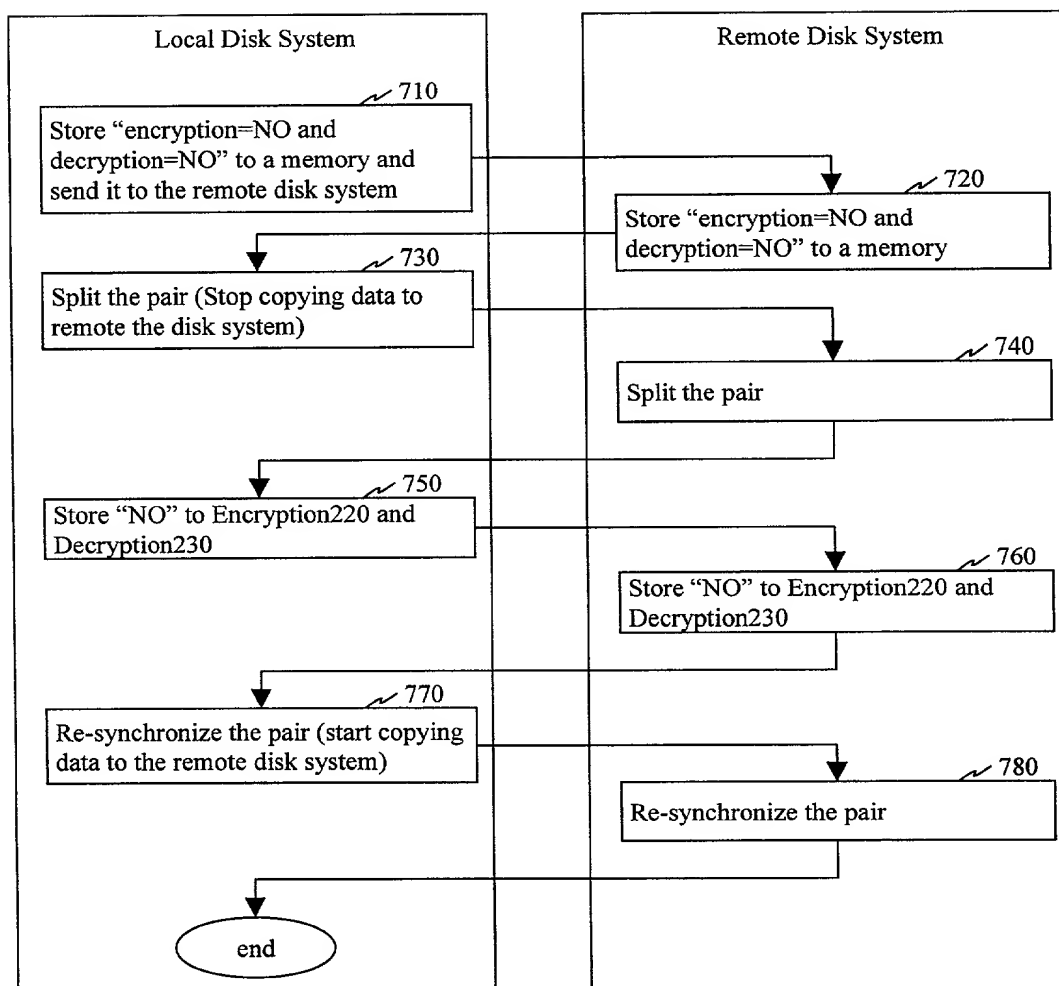 Local Disk System
Remote Disk System
710
Store “encryption=NO and
decryption=NO” to a memory and
send it to the remote disk system
720
Store “encryption=NO and
decryption=NO” to a memory
730
Split the pair (Stop copying data to
remote the disk system)
740
Split the pair
750
Store “NO” to Encryption220 and
Decryption230
760
Store “NO” to Encryption220 and
Decryption230
770
Re-synchronize the pair (start copying
data to the remote disk system)
780
Re-synchronize the pair
end